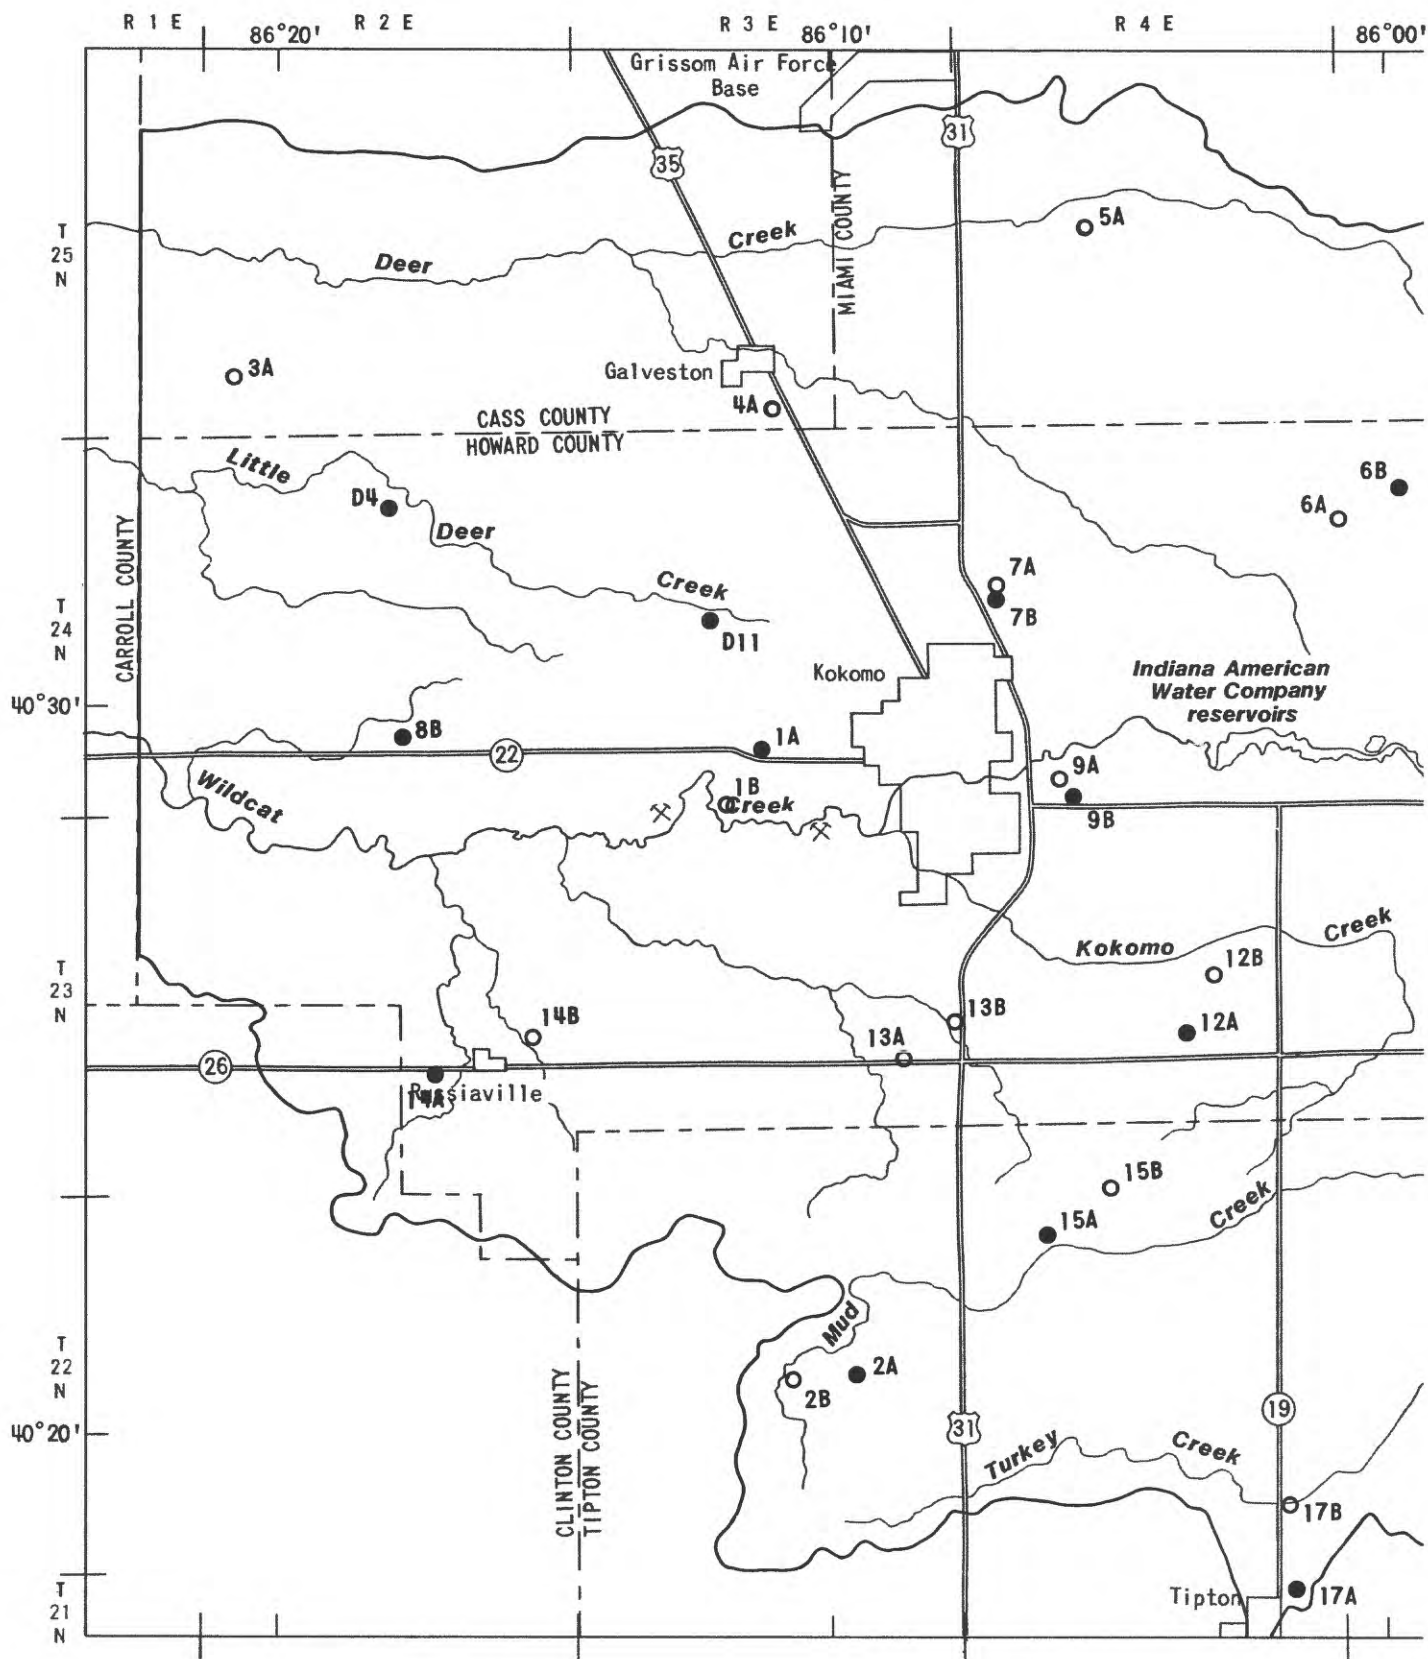 R 1 E
86°20'
R 2 E
R 3 E
86°10'
R 4 E
86°00'
Grissom Air Force
Base
31
35
MIAMI COUNTY
T
25
N
Deer
Creek
5A
3A
Galveston
4A
CASS COUNTY
HOWARD COUNTY
Little
Deer
Creek
D4
6B
6A
CARROLL COUNTY
T
24
N
7A
7B
D11
Kokomo
Indiana American
Water Company
reservoirs
40°30'
8B
22
1A
9A
9B
Wildcat
Creek
1B
Kokomo
Creek
12B
T
23
N
14B
13B
13A
12A
26
14A
Russiaville
15B
15A
Creek
Mud
T
22
N
2A
2B
CLINTON COUNTY
TIPTON COUNTY
40°20'
31
19
Turkey
Creek
17B
T
21
N
Tipton
17A